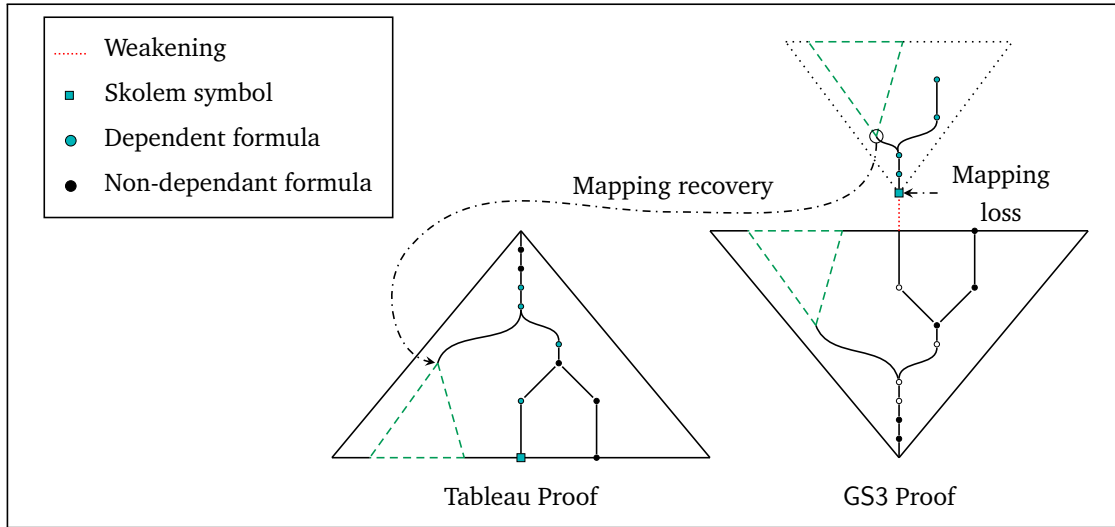 Weakening
Skolem symbol
Dependent formula
Non-dependant formula
Mapping recovery
Mapping
loss
Tableau Proof
GS3 Proof